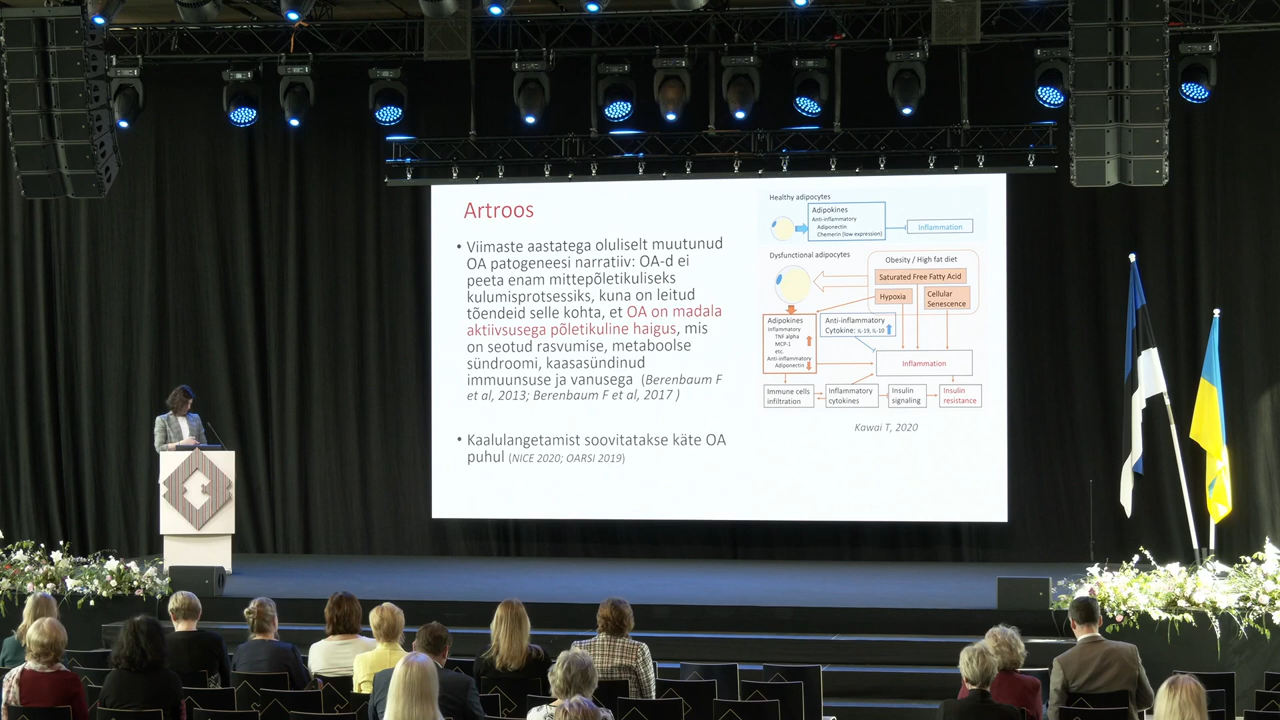 Artroos
• Viimaste aastatega oluliselt muutunud
OA patogeneesi narratiiv: OA-d ei
peeta enam mittepõletikuliseks
kulumisprotsessiks, kuna on leitud
tõendeid selle kohta, et OA on madala
aktiivsusega põletikuline haigus, mis
on seotud rasvumise, metaboolse
sündroomi, kaasasündinud
immuunsuse ja vanusega (Berenbaum F
et al, 2013; Berenbaum F et al, 2017 )
• Kaalulangetamist soovitatakse käte OA
puhul (NICE 2020; OARSI 2019)
Healthy adipocytes
Adipokines
Anti-inflammatory
Adiponectin
Chemerin (low expression)
Inflammation
Dysfunctional adipocytes
Obesity / High fat diet
Saturated Free Fatty Acid
Hypoxia
Cellular
Senescence
Adipokines
Inflammatory
TNF alpha
MCP-1
etc.
Anti-inflammatory
Adiponectin
Anti-inflammatory
Cytokine: IL-19, IL-10
Inflammation
Immune cells
infiltration
Inflammatory
cytokines
Insulin
signaling
Insulin
resistance
Kawai T, 2020